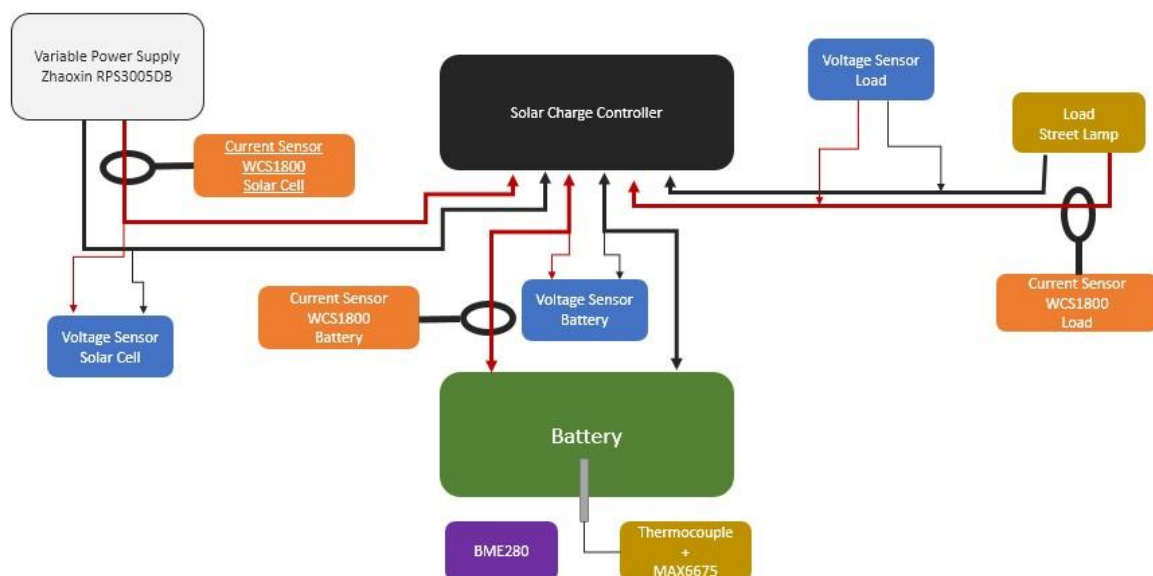 Variable Power Supply
Zhaoxin RPS3005DB
Solar Charge Controller
Voltage Sensor
Load
Load
Street Lamp
Current Sensor
WCS1800
Solar Cell
Voltage Sensor
Solar Cell
Current Sensor
WCS1800
Battery
Voltage Sensor
Battery
Current Sensor
WCS1800
Load
Battery
BME280
Thermocouple
+
MAX6675